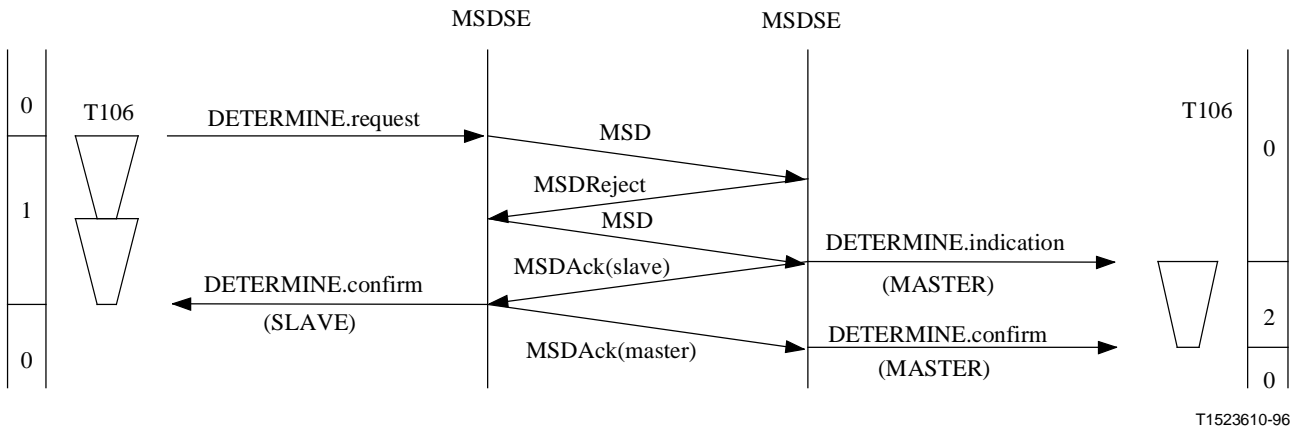 MSDSE
MSDSE
0
T106
DETERMINE.request
MSD
T106
0
MSDReject
1
MSD
DETERMINE.indication
MSDAck(slave)
(MASTER)
DETERMINE.confirm
(SLAVE)
2
DETERMINE.confirm
MSDAck(master)
(MASTER)
0
0
T1523610-96